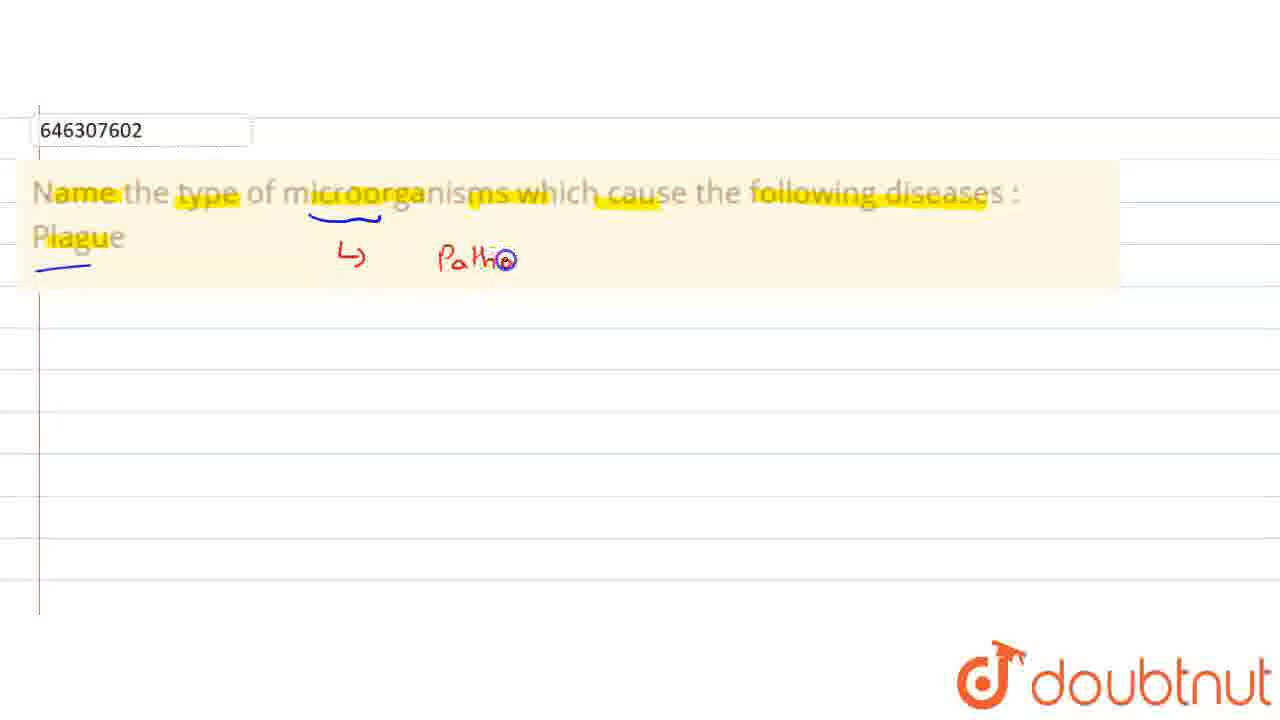 646307602
Name the type of microorganisms which cause the following diseases :
Plague
↳ Patho
doubtnut